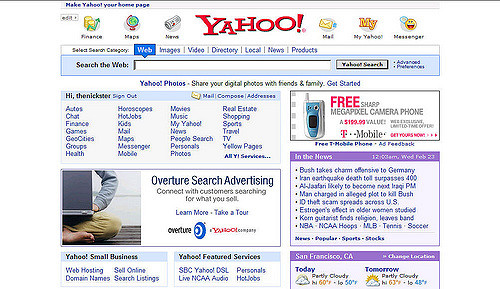 Make Yahoo! your home page
edit
Finance Maps YAHOO! Mail My Yahoo! Messenger
Select Search Category: Web Images Video Directory Local News Products
Search the Web: Yahoo! Search Advanced Preferences
Yahoo! Photos - Share your digital photos with friends & family. Get Started
Hi, thenickster Sign Out Mail Compose Addresses
Autos Horoscopes Movies Real Estate
Chat HotJobs Music Shopping
Finance Kids My Yahoo! Sports
Games Mail News Travel
GeoCities Maps People Search TV
Groups Messenger Personals Yellow Pages
Health Mobile Photos All Y! Services...
FREE SHARP
MEGAPIXEL CAMERA PHONE
A $199.99 VALUE!
LIMITED-TIME OFFER!
T-Mobile GET YOURS NOW!
Free T-Mobile Phone - Ad Feedback
In the News 12:03am, Wed Feb 23
Bush takes charm offensive to Germany
Iran earthquake death toll surpasses 400
Al-Jaafari likely to become next Iraqi PM
Man charged in alleged plot to kill Bush
ID theft scam spreads across U.S.
Estrogen's effect in older women studied
Kon guitarist finds religion, leaves band
NBA NCAA Hoops MLB Tennis Soccer
News - Popular - Sports - Stocks
Overture Search Advertising
Connect with customers searching
for what you sell.
Learn More - Take a Tour
overture a YAHOO! company
Yahoo! Small Business
Web Hosting Sell Online
Domain Names Search Listings
Yahoo! Featured Services
SBC Yahoo! DSL Personals
Live NCAA Audio HotJobs
San Francisco, CA Change Location
Today Tomorrow
Partly Cloudy Partly Cloudy
hi 60°F lo 50°F hi 63°F